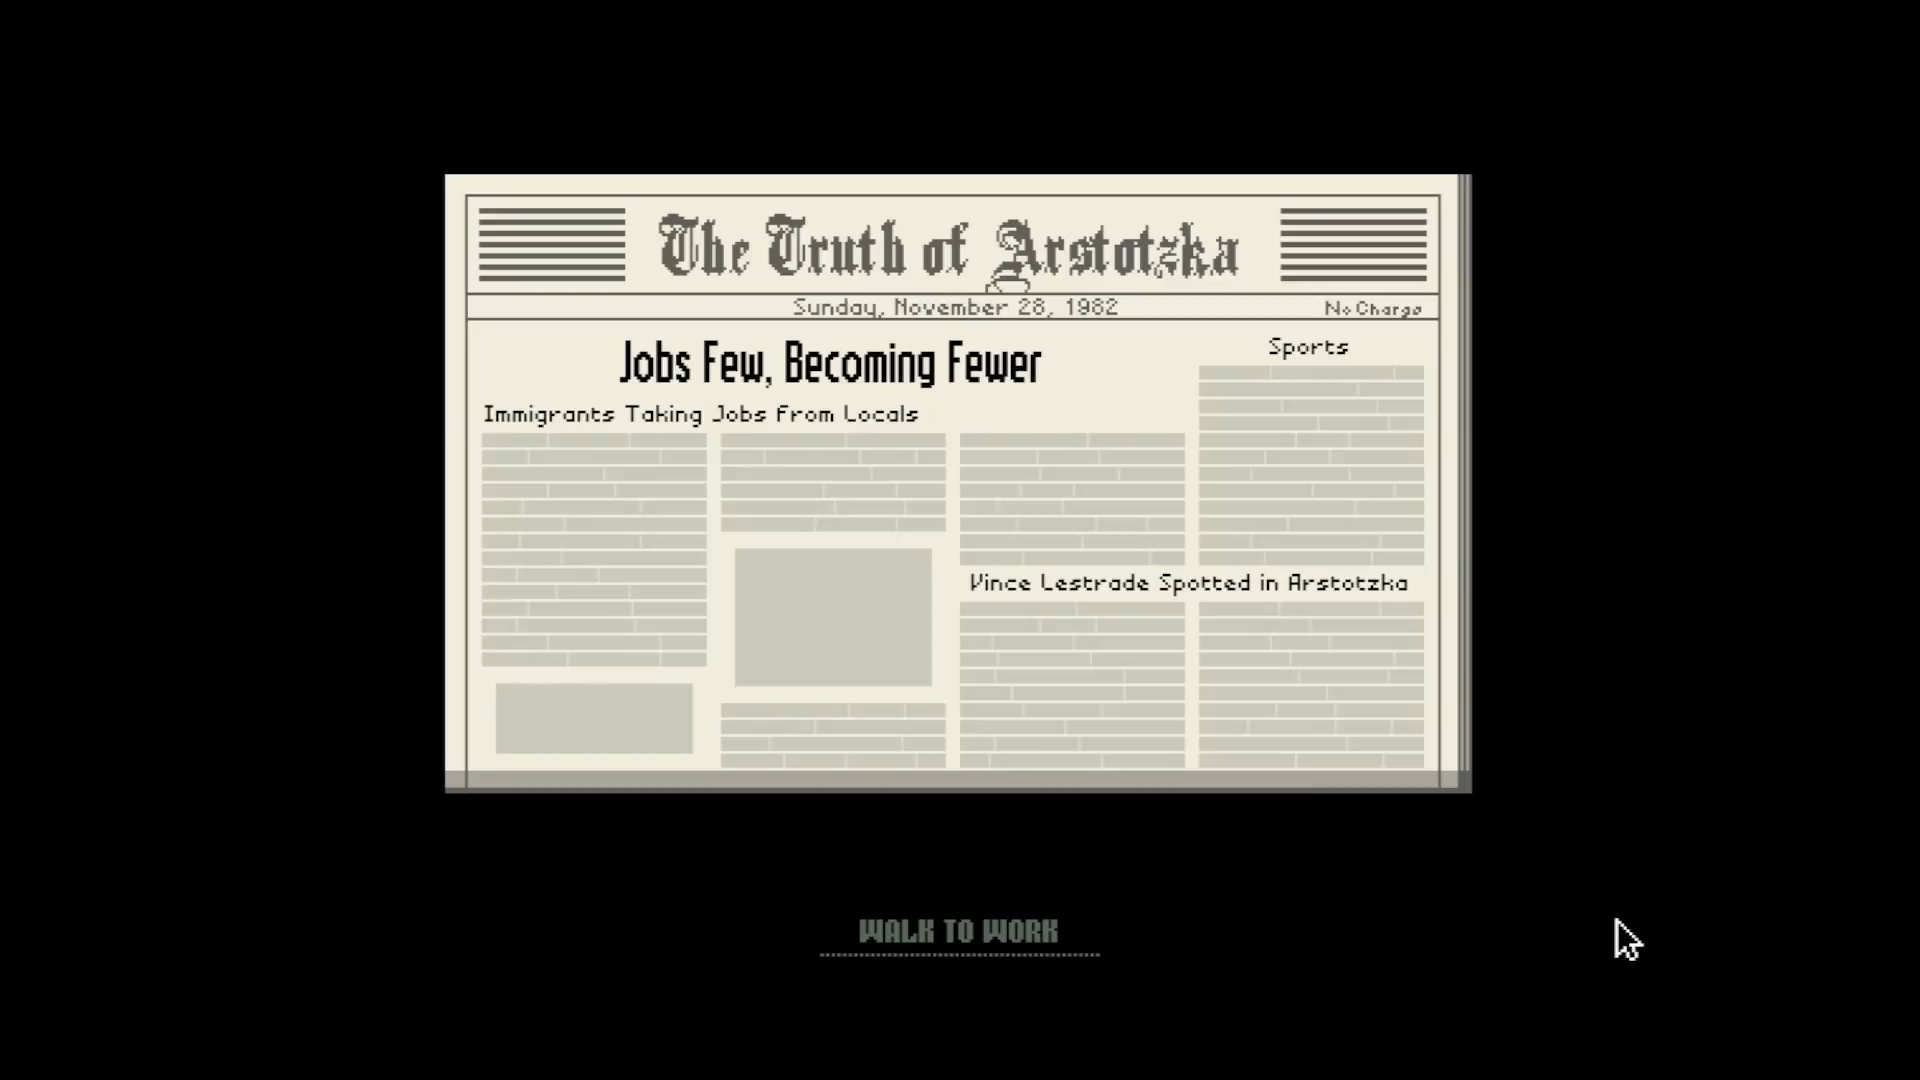 The Truth of Arstotzka
Sunday, November 28, 1982
No Charge
Jobs Few, Becoming Fewer
Sports
Immigrants Taking Jobs From Locals
Vince Lestrade Spotted in Arstotzka
WALK TO WORK